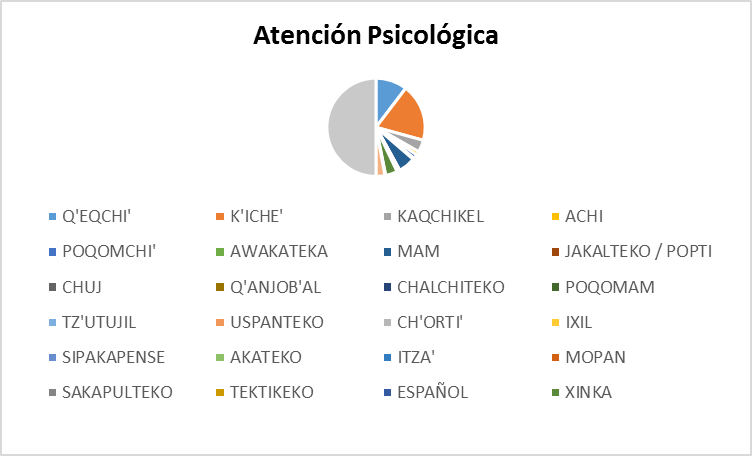 Atención Psicológica
Q'EQCHI' K'ICHE' KAQCHIKEL ACHI
POQOMCHI' AWAKATEKA MAM JAKALTEKO / POPTI
CHUJ Q'ANJOB'AL CHALCHITEKO POQOMAM
TZ'UTUJIL USPANTEKO CH'ORTI' IXIL
SIPAKAPENSE AKATEKO ITZA' MOPAN
SAKAPULTEKO TEKTIKEKO ESPAÑOL XINKA